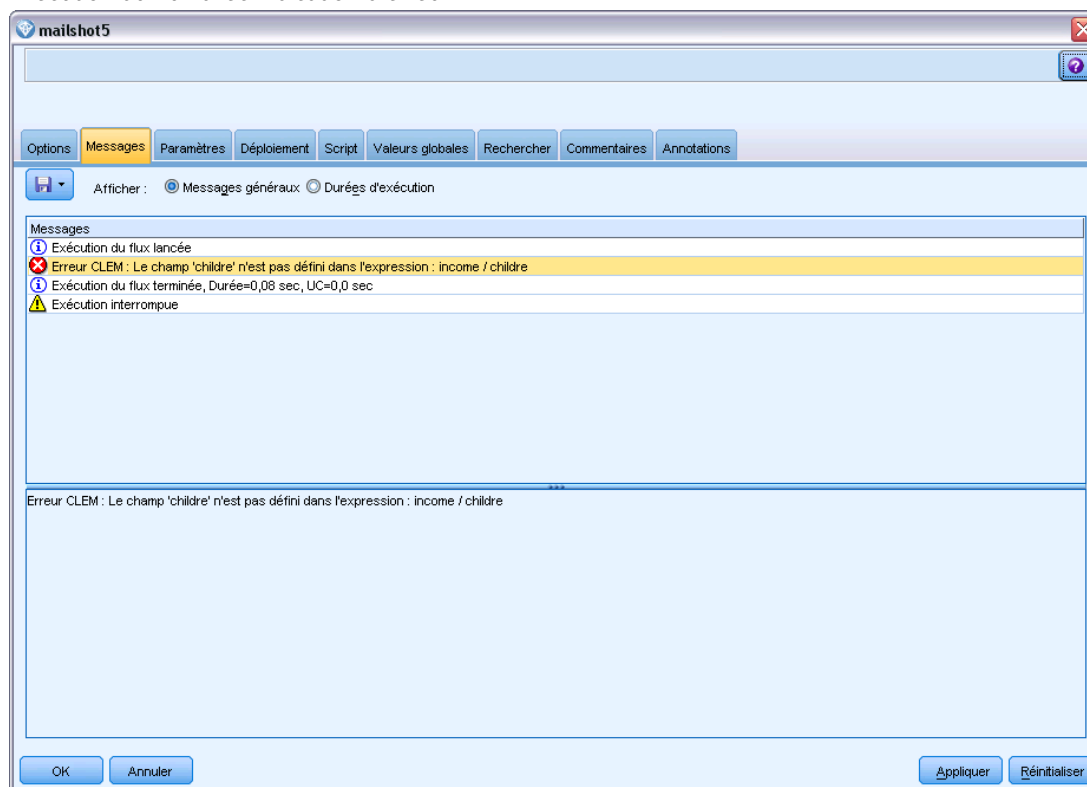 mailshot5
Options Messages Paramètres Déploiement Script Valeurs globales Rechercher Commentaires Annotations
Afficher : Messages généraux Durées d'exécution
Messages
Exécution du flux lancée
Erreur CLEM : Le champ 'childre' n'est pas défini dans l'expression : income / childre
Exécution du flux terminée, Durée=0,08 sec, UC=0,0 sec
Exécution interrompue
Erreur CLEM : Le champ 'childre' n'est pas défini dans l'expression : income / childre
OK Annuler Appliquer Réinitialiser